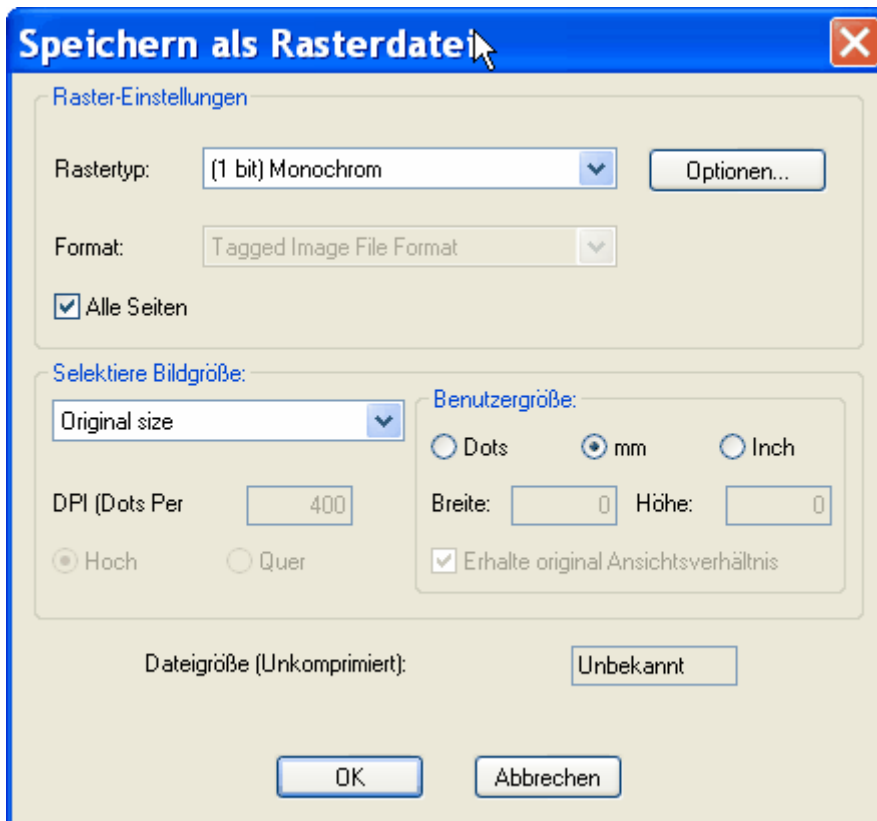 Speichern als Rasterdatei
Raster-Einstellungen
Rastertyp: (1 bit) Monochrom Optionen...
Format: Tagged Image File Format
Alle Seiten
Selektiere Bildgröße:
Original size
Benutzergröße:
Dots mm Inch
DPI (Dots Per 400 Breite: 0 Höhe: 0
Hoch Quer Erhalte original Ansichtsverhältnis
Dateigröße (Unkomprimiert): Unbekannt
OK Abbrechen